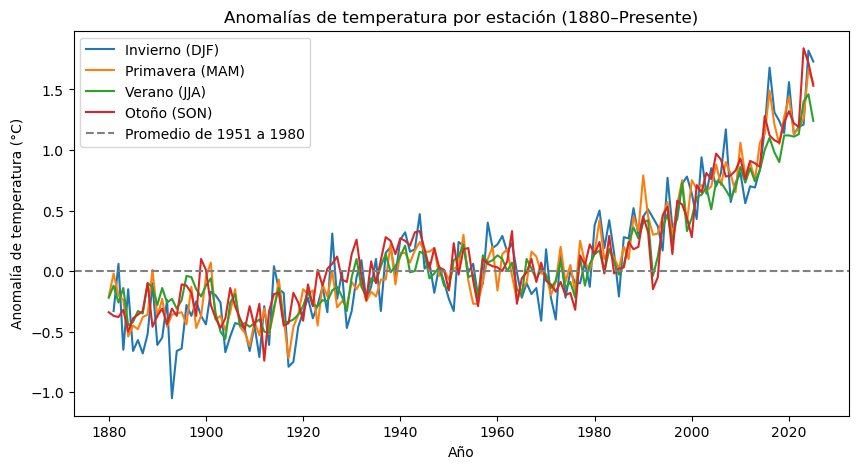 Anomalías de temperatura por estación (1880–Presente)
Invierno (DJF)
Primavera (MAM)
Verano (JJA)
Otoño (SON)
Promedio de 1951 a 1980
Anomalía de temperatura (°C)
1.5
1.0
0.5
0.0
−0.5
−1.0
1880 1900 1920 1940 1960 1980 2000 2020
Año